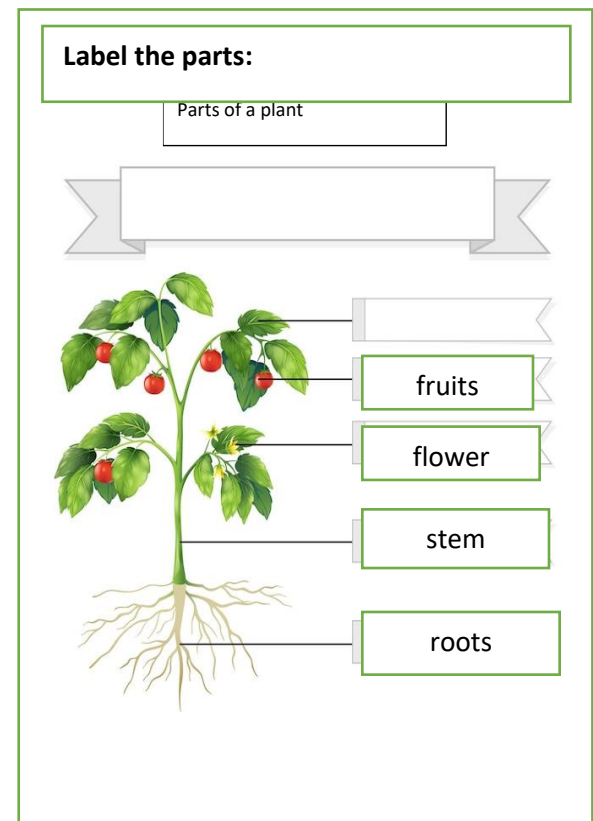 Label the parts:
Parts of a plant
fruits
flower
stem
roots